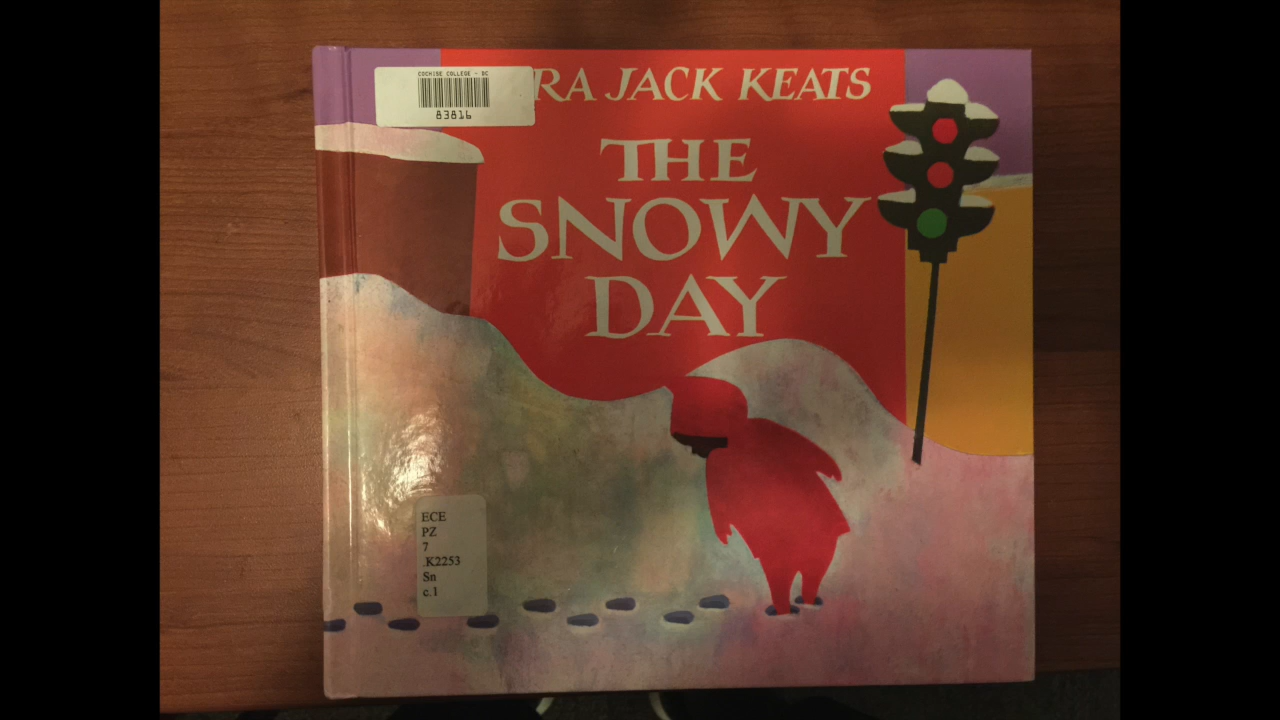 COCHISE COLLEGE - DC
83816
RA JACK KEATS
THE
SNOWY
DAY
ECE
PZ
7
.K2253
Sn
c.1